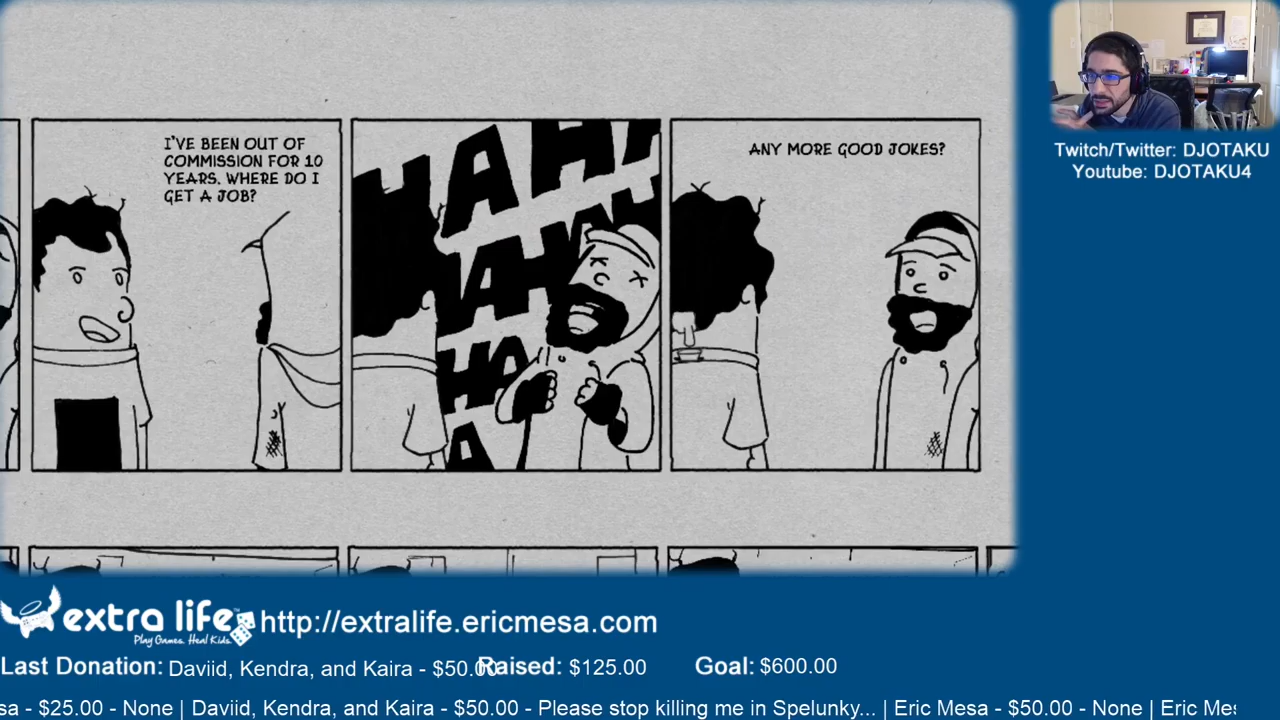 I'VE BEEN OUT OF
COMMISSION FOR 10
YEARS. WHERE DO I
GET A JOB?
HAH
HAHAH
HA
A
ANY MORE GOOD JOKES?
Twitch/Twitter: DJOTAKU
Youtube: DJOTAKU4
extra life
Play Games. Heal Kids.
http://extralife.ericmesa.com
Last Donation: Daviid, Kendra, and Kaira - $50.00
Raised: $125.00
Goal: $600.00
sa - $25.00 - None | Daviid, Kendra, and Kaira - $50.00 - Please stop killing me in Spelunky... | Eric Mesa - $50.00 - None | Eric Mes